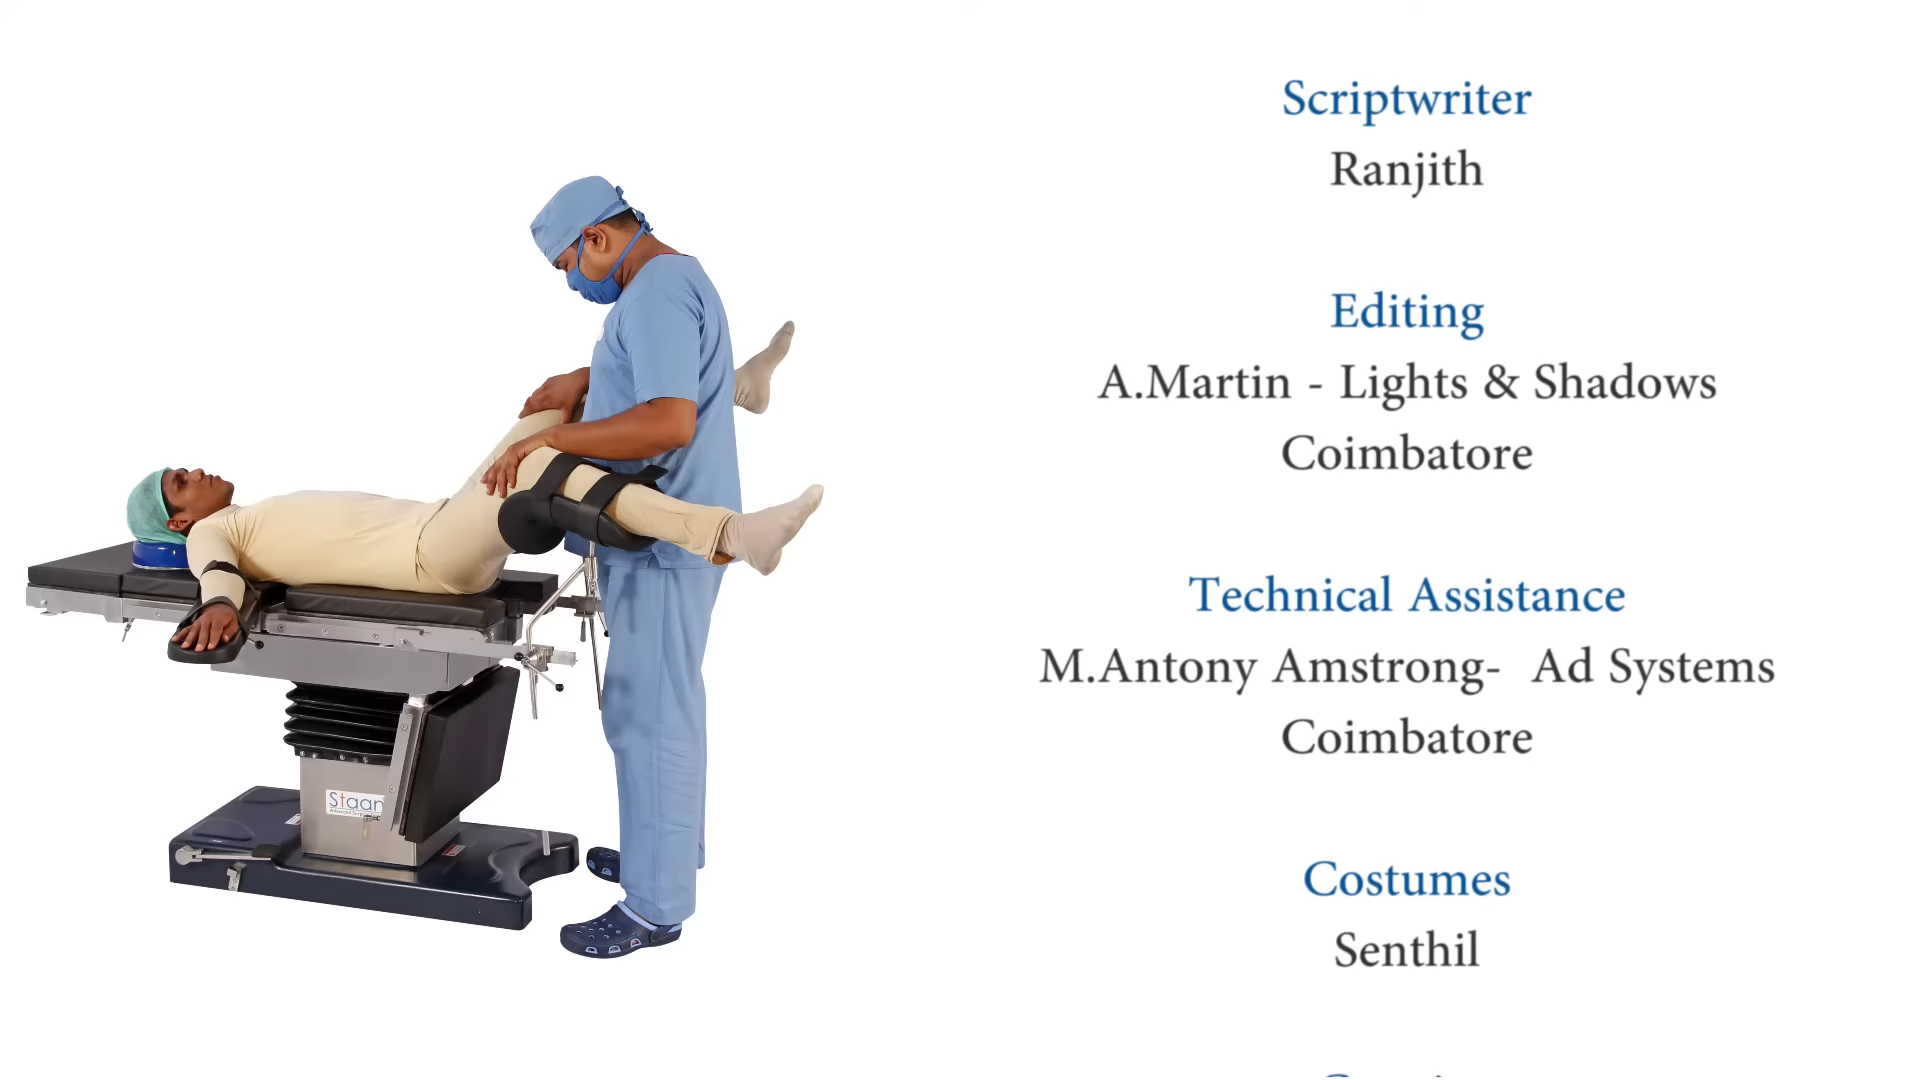 Scriptwriter
Ranjith
Editing
A.Martin - Lights & Shadows
Coimbatore
Technical Assistance
M.Antony Amstrong-  Ad Systems
Coimbatore
Costumes
Senthil
Staan